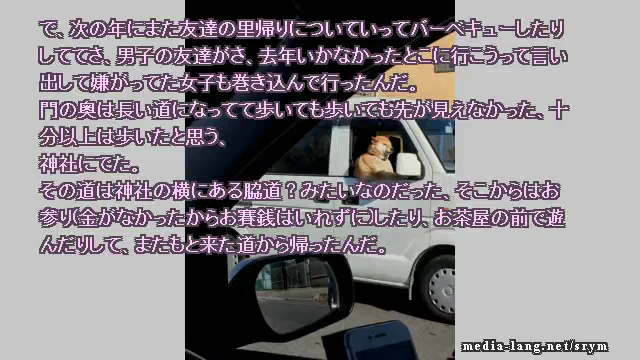 で、次の年にまた友達の里帰りについていってバーベキューしたり
しててさ、男子の友達がさ、去年いかなかったとこに行こうって言い
出して嫌がってた女子も巻き込んで行ったんだ。
門の奥は長い道になってて歩いても歩いても先が見えなかった、十
分以上は歩いたと思う、
神社にでた。
その道は神社の横にある脇道？みたいなのだった、そこからはお
参り(金がなかったからお賽銭はいれずに)したり、お茶屋の前で遊
んだりして、またもと来た道から帰ったんだ。
media-lang.net/srym